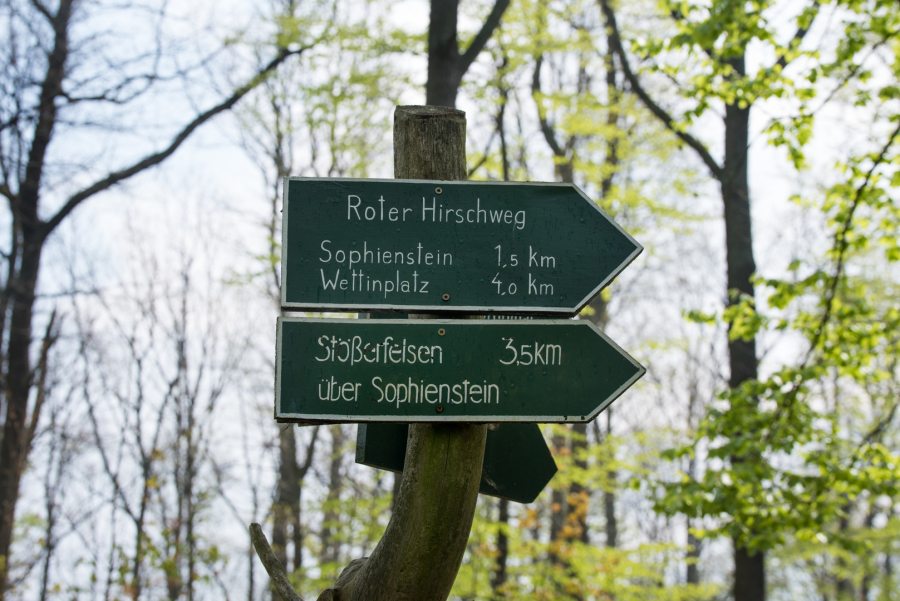 Roter Hirschweg
Sophienstein 1,5 km
Wettinplatz 4,0 km
Stößerfelsen 3,5km
über Sophienstein